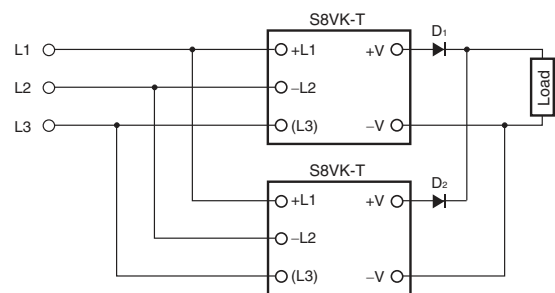 S8VK-T
D1
L1
+L1
+V
L2
–L2
Load
L3
(L3)
–V
S8VK-T
D2
+L1
+V
–L2
(L3)
–V